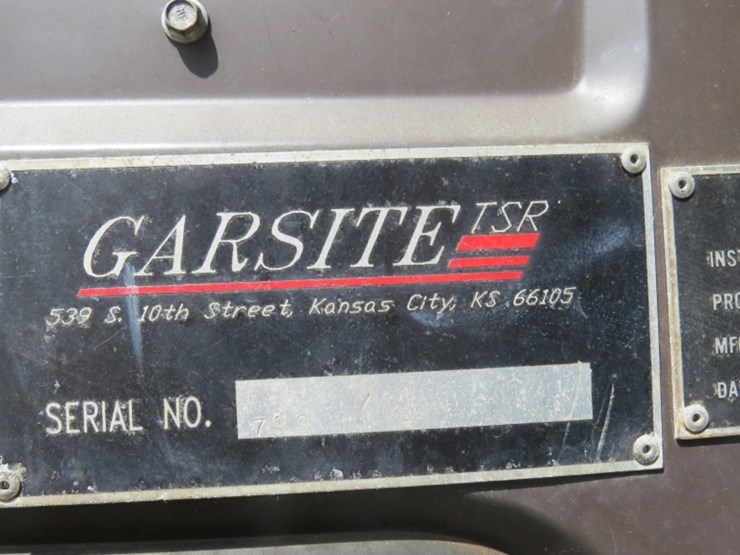 GARSITE TSR
539 S. 10th Street, Kansas City, KS 66105
SERIAL NO.